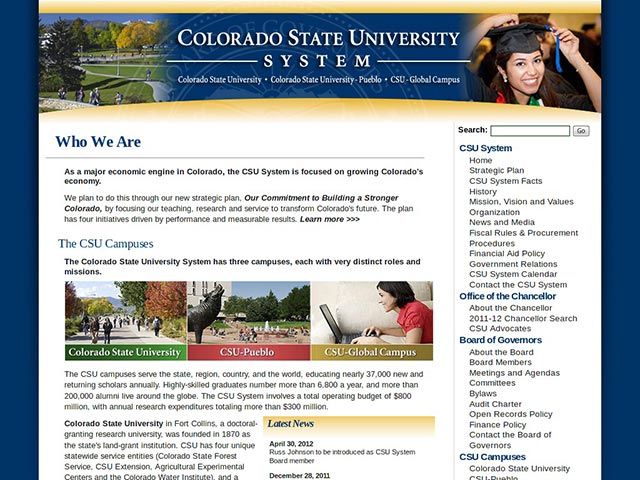 COLORADO STATE UNIVERSITY
SYSTEM
Colorado State University • Colorado State University - Pueblo • CSU - Global Campus
Who We Are
As a major economic engine in Colorado, the CSU System is focused on growing Colorado's
economy.
We plan to do this through our new strategic plan, Our Commitment to Building a Stronger
Colorado, by focusing our teaching, research and service to transform Colorado's future. The plan
has four initiatives driven by performance and measurable results. Learn more >>>
The CSU Campuses
The Colorado State University System has three campuses, each with very distinct roles and
missions.
Colorado State University
CSU-Pueblo
CSU-Global Campus
The CSU campuses serve the state, region, country, and the world, educating nearly 37,000 new and
returning scholars annually. Highly-skilled graduates number more than 6,800 a year, and more than
200,000 alumni live around the globe. The CSU System involves a total operating budget of $800
million, with annual research expenditures totaling more than $300 million.
Colorado State University in Fort Collins, a doctoral-
granting research university, was founded in 1870 as
the state's land-grant institution. CSU has four unique
statewide service entities (Colorado State Forest
Service, CSU Extension, Agricultural Experimental
Centers and the Colorado Water Institute), and a
Latest News
April 30, 2012
Russ Johnson to be introduced as CSU System
Board member
December 28, 2011
Search:
Go
CSU System
Home
Strategic Plan
CSU System Facts
History
Mission, Vision and Values
Organization
News and Media
Fiscal Rules & Procurement
Procedures
Financial Aid Policy
Government Relations
CSU System Calendar
Contact the CSU System
Office of the Chancellor
About the Chancellor
2011-12 Chancellor Search
CSU Advocates
Board of Governors
About the Board
Board Members
Meetings and Agendas
Committees
Bylaws
Audit Charter
Open Records Policy
Finance Policy
Contact the Board of
Governors
CSU Campuses
Colorado State University
CSU-Pueblo